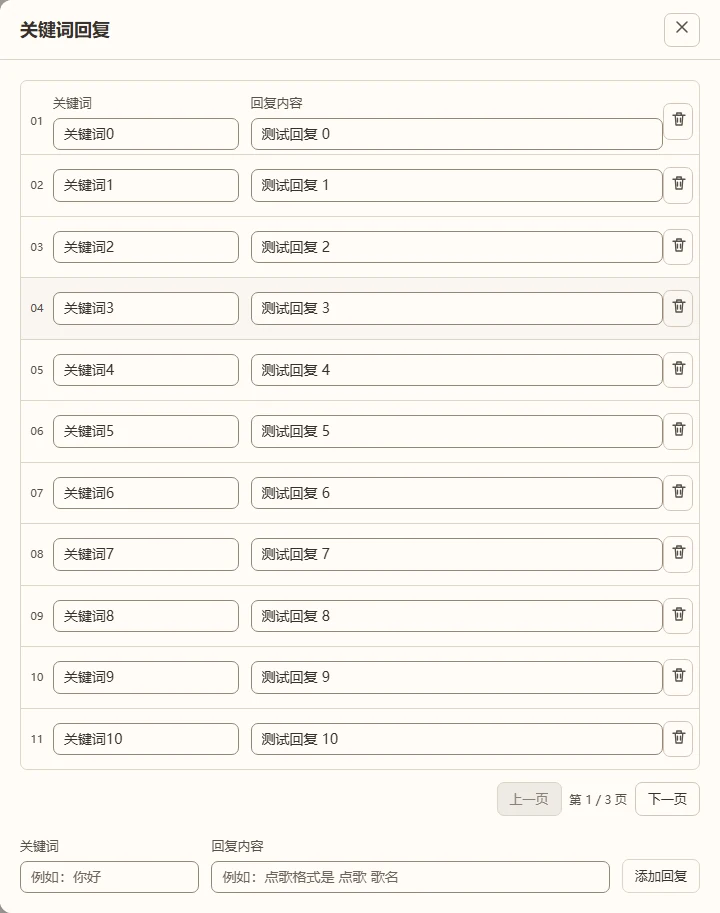 关键词回复
关键词 回复内容
01 关键词0 测试回复 0
02 关键词1 测试回复 1
03 关键词2 测试回复 2
04 关键词3 测试回复 3
05 关键词4 测试回复 4
06 关键词5 测试回复 5
07 关键词6 测试回复 6
08 关键词7 测试回复 7
09 关键词8 测试回复 8
10 关键词9 测试回复 9
11 关键词10 测试回复 10
上一页 第 1 / 3 页 下一页
关键词 回复内容
例如：你好 例如：点歌格式是 点歌 歌名 添加回复